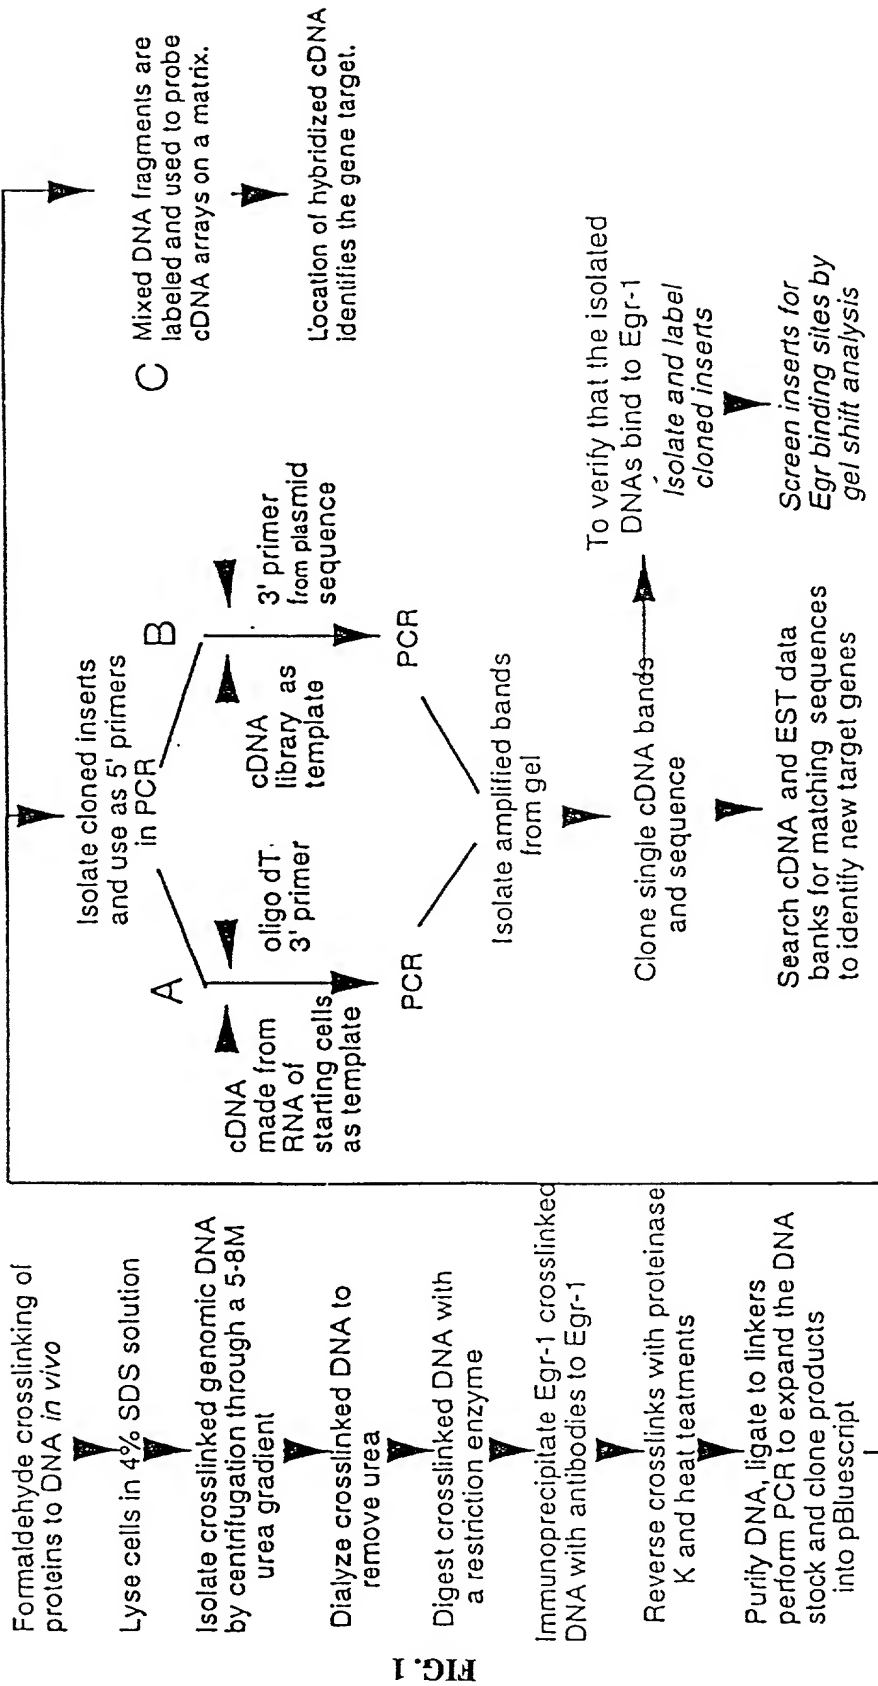 Formaldehyde crosslinking of
proteins to DNA in vivo
Lyse cells in 4% SDS solution
Isolate crosslinked genomic DNA
by centrifugation through a 5-8M
urea gradient
Dialyze crosslinked DNA to
remove urea
Digest crosslinked DNA with
a restriction enzyme
Immunoprecipitate Egr-1 crosslinked
DNA with antibodies to Egr-1
Reverse crosslinks with proteinase
K and heat teatments
Purify DNA, ligate to linkers
perform PCR to expand the DNA
stock and clone products
into pBluescript
Isolate cloned inserts
and use as 5' primers
in PCR
A
cDNA
made from
RNA of
starting cells
as template
oligo dT
3' primer
PCR
B
cDNA
library as
template
3' primer
from plasmid
sequence
PCR
Isolate amplified bands
from gel
Clone single cDNA bands
and sequence
Search cDNA and EST data
banks for matching sequences
to identify new target genes
To verify that the isolated
DNAs bind to Egr-1
Isolate and label
cloned inserts
Screen inserts for
Egr binding sites by
gel shift analysis
C
Mixed DNA fragments are
labeled and used to probe
cDNA arrays on a matrix.
Location of hybridized cDNA
identifies the gene target.
FIG. 1